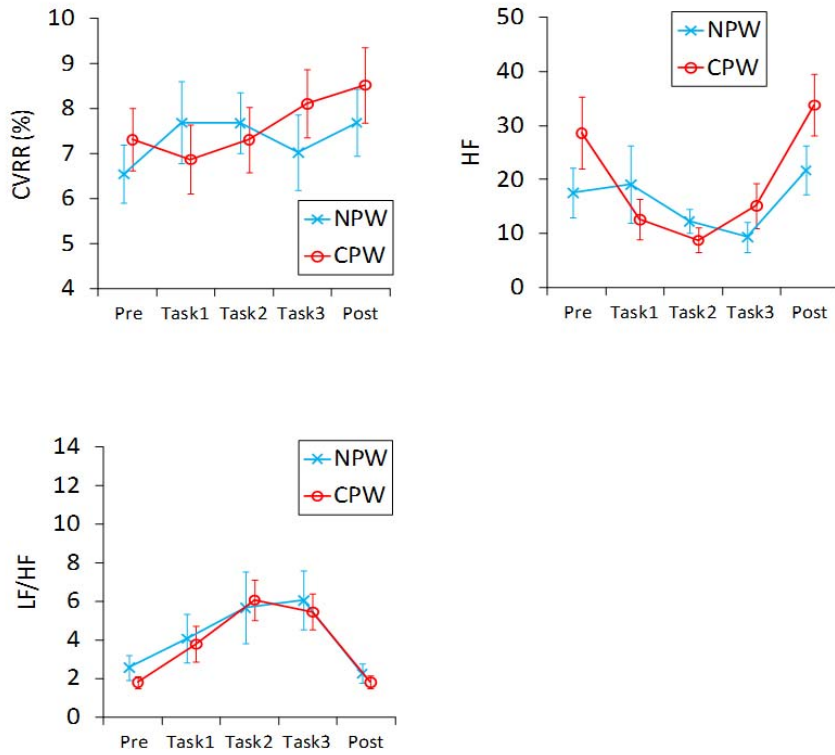 CVRR (%)
10
9
8
7
6
5
4
NPW
CPW
Pre Task1 Task2 Task3 Post
HF
50
40
30
20
10
0
NPW
CPW
Pre Task1 Task2 Task3 Post
LF/HF
14
12
10
8
6
4
2
0
NPW
CPW
Pre Task1 Task2 Task3 Post